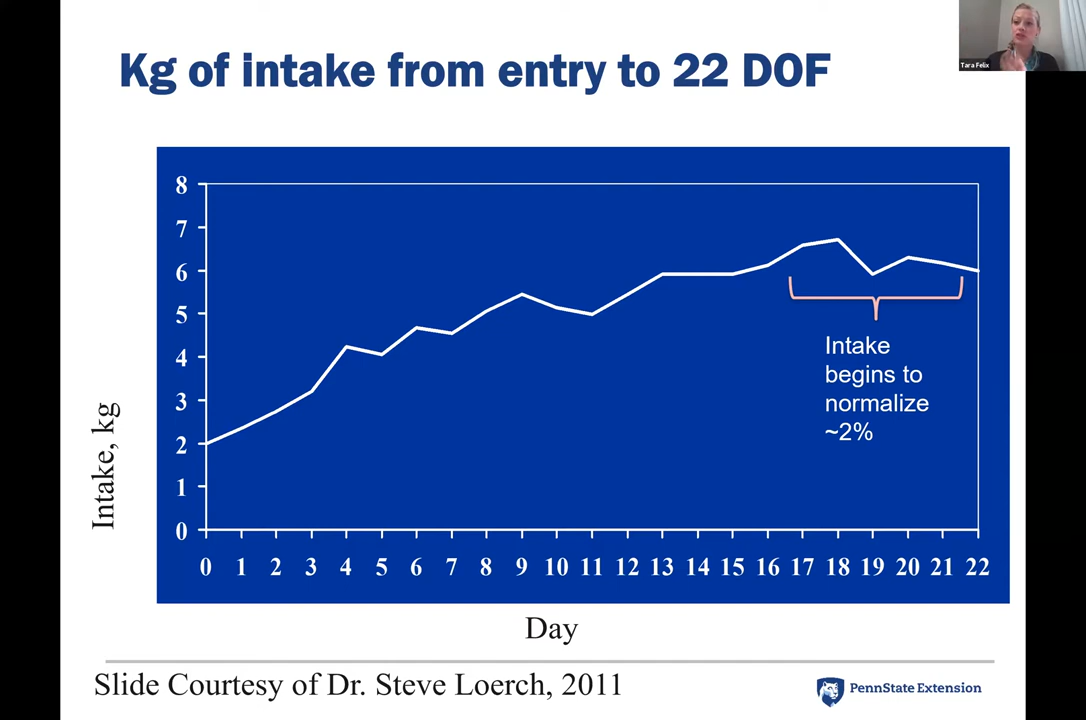 Kg of intake from entry to 22 DOF
Tara Felix
8
7
6
5
4
3
2
1
0
Intake, kg
Intake
begins to
normalize
~2%
0 1 2 3 4 5 6 7 8 9 10 11 12 13 14 15 16 17 18 19 20 21 22
Day
Slide Courtesy of Dr. Steve Loerch, 2011
PennState Extension